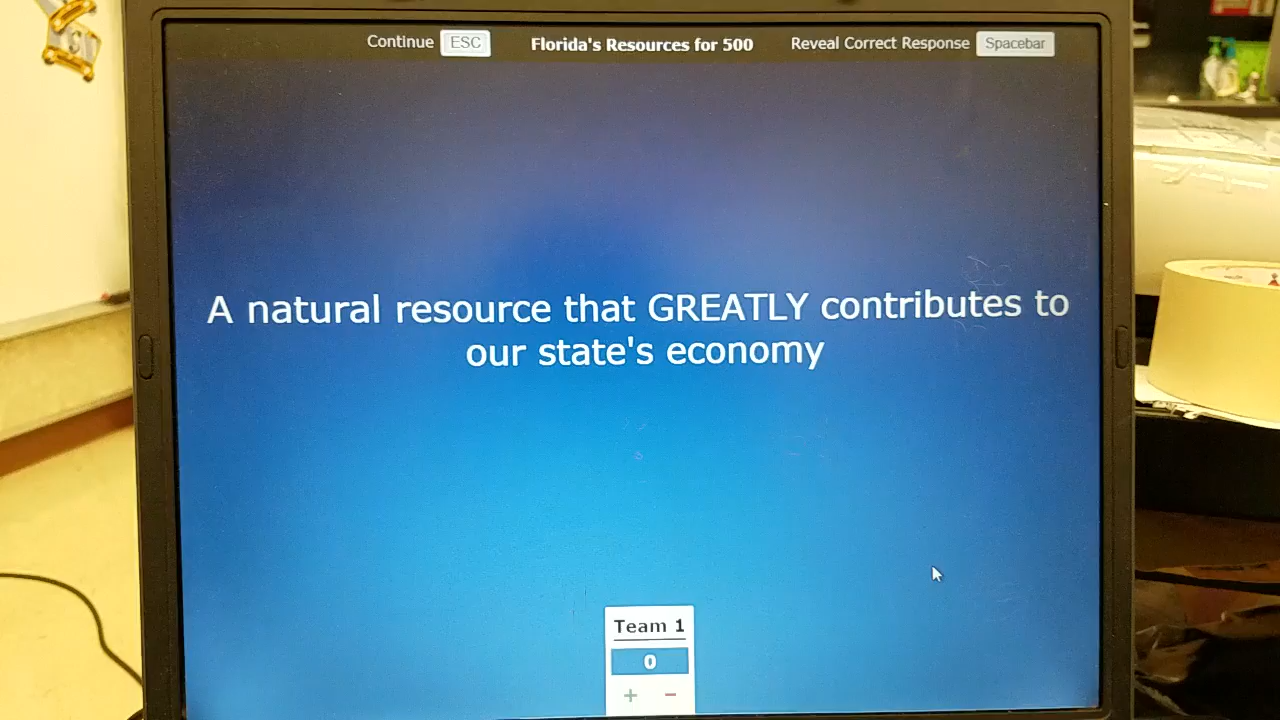 Continue ESC Florida's Resources for 500 Reveal Correct Response Spacebar
A natural resource that GREATLY contributes to
our state's economy
Team 1
0
+ −